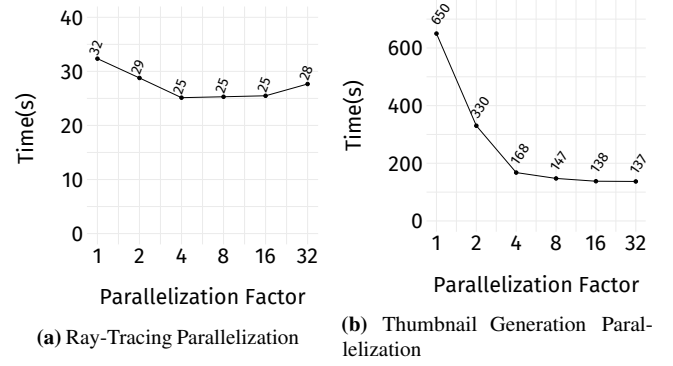 40
30
20
10
0
Time(s)
32
29
25
25
25
28
1 2 4 8 16 32
Parallelization Factor
(a) Ray-Tracing Parallelization
600
400
200
0
Time(s)
650
330
168
147
138
137
1 2 4 8 16 32
Parallelization Factor
(b) Thumbnail Generation Paral-
lelization